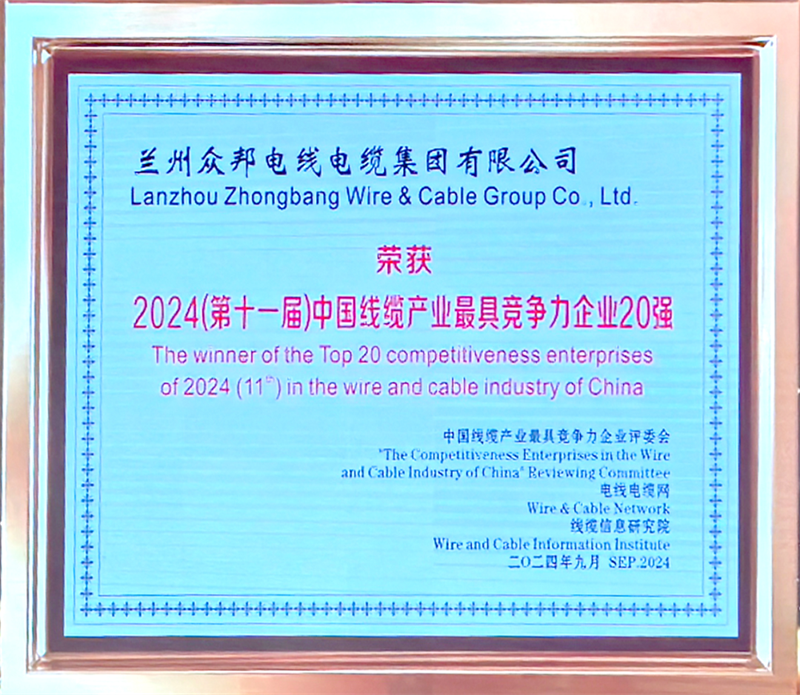 兰州众邦电线电缆集团有限公司
Lanzhou Zhongbang Wire & Cable Group Co., Ltd.
荣获
2024(第十一届)中国线缆产业最具竞争力企业20强
The winner of the Top 20 competitiveness enterprises
of 2024 (11th) in the wire and cable industry of China
中国线缆产业最具竞争力企业评委会
"The Competitiveness Enterprises in the Wire
and Cable Industry of China" Reviewing Committee
电线电缆网
Wire & Cable Network
线缆信息研究院
Wire and Cable Information Institute
二〇二四年九月 SEP.2024